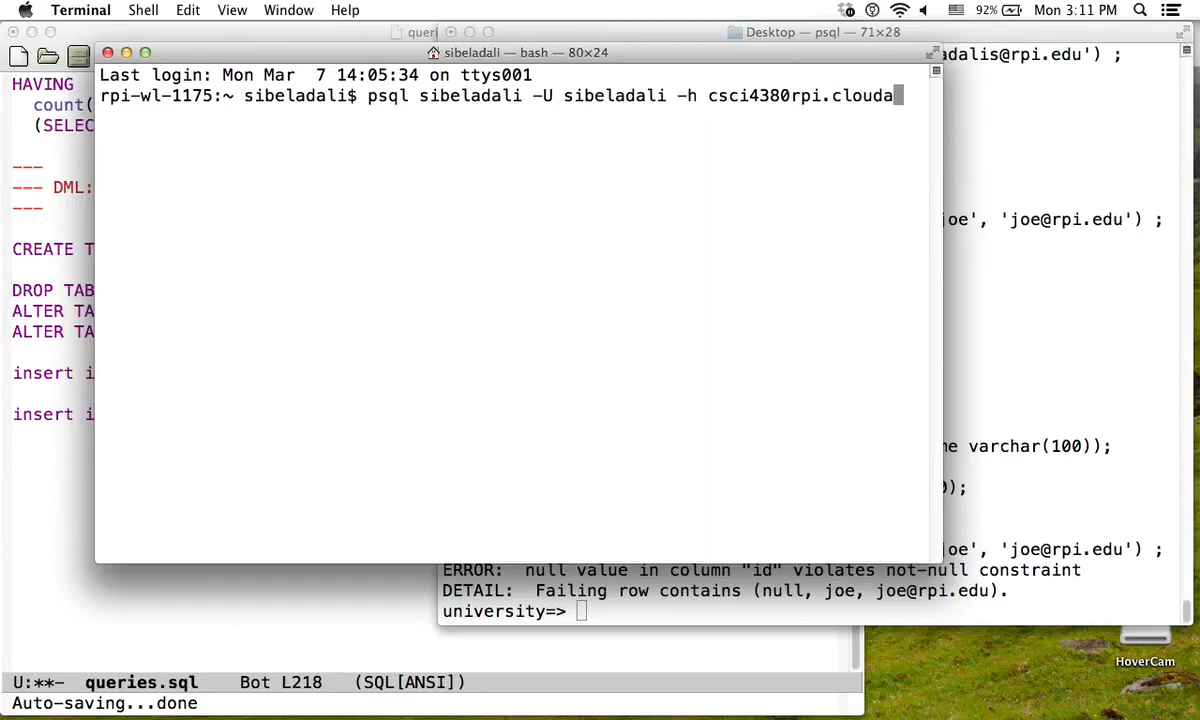 Terminal Shell Edit View Window Help 92% Mon 3:11 PM
queri
Desktop — psql — 71×28
sibeladali — bash — 80×24
Last login: Mon Mar  7 14:05:34 on ttys001
rpi-wl-1175:~ sibeladali$ psql sibeladali -U sibeladali -h csci4380rpi.clouda
adalis@rpi.edu') ;
HAVING
count(
(SELEC
---
--- DML:
---
joe', 'joe@rpi.edu') ;
CREATE T
DROP TAB
ALTER TA
ALTER TA
insert i
insert i
me varchar(100));
0);
joe', 'joe@rpi.edu') ;
ERROR:  null value in column "id" violates not-null constraint
DETAIL:  Failing row contains (null, joe, joe@rpi.edu).
university=>
HoverCam
U:**-  queries.sql    Bot L218   (SQL[ANSI])
Auto-saving...done